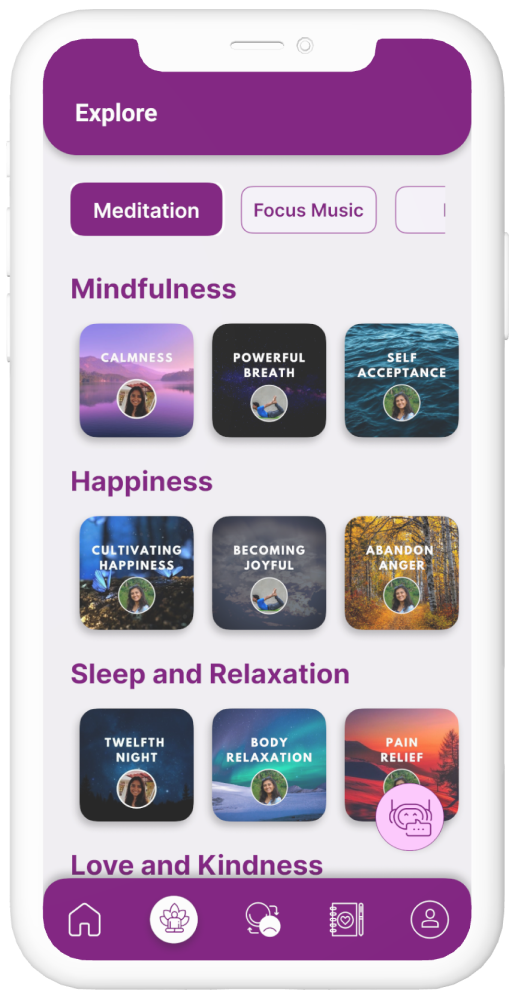 Explore
Meditation
Focus Music
Mindfulness
CALMNESS
POWERFUL
BREATH
SELF
ACCEPTANCE
Happiness
CULTIVATING
HAPPINESS
BECOMING
JOYFUL
ABANDON
ANGER
Sleep and Relaxation
TWELFTH
NIGHT
BODY
RELAXATION
PAIN
RELIEF
Love and Kindness